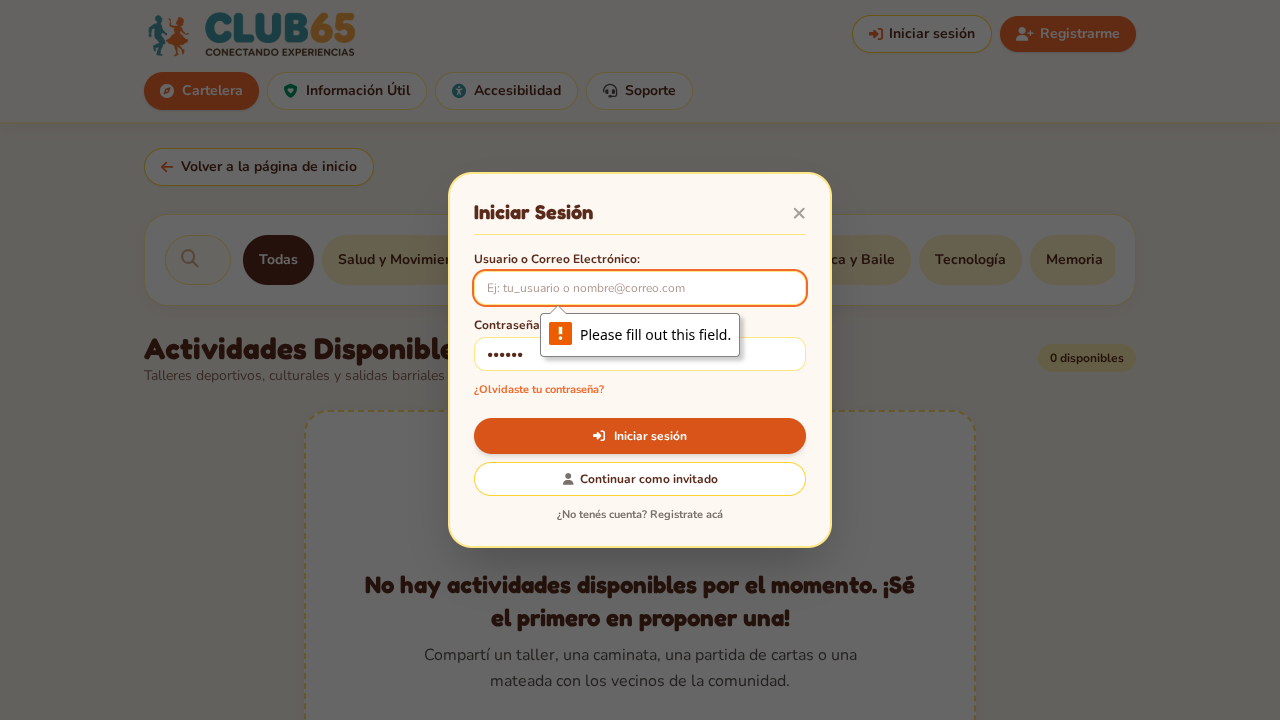 CLUB65
CONECTANDO EXPERIENCIAS
Iniciar sesión
Registrarme
Cartelera
Información Útil
Accesibilidad
Soporte
Volver a la página de inicio
Todas
Salud y Movimien
ca y Baile
Tecnología
Memoria
Actividades Disponible
Talleres deportivos, culturales y salidas barriales
0 disponibles
Iniciar Sesión
Usuario o Correo Electrónico:
Ej: tu_usuario o nombre@correo.com
Contraseña
Please fill out this field.
••••••
¿Olvidaste tu contraseña?
Iniciar sesión
Continuar como invitado
¿No tenés cuenta? Registrate acá
No hay actividades disponibles por el momento. ¡Sé
el primero en proponer una!
Compartí un taller, una caminata, una partida de cartas o una
mateada con los vecinos de la comunidad.